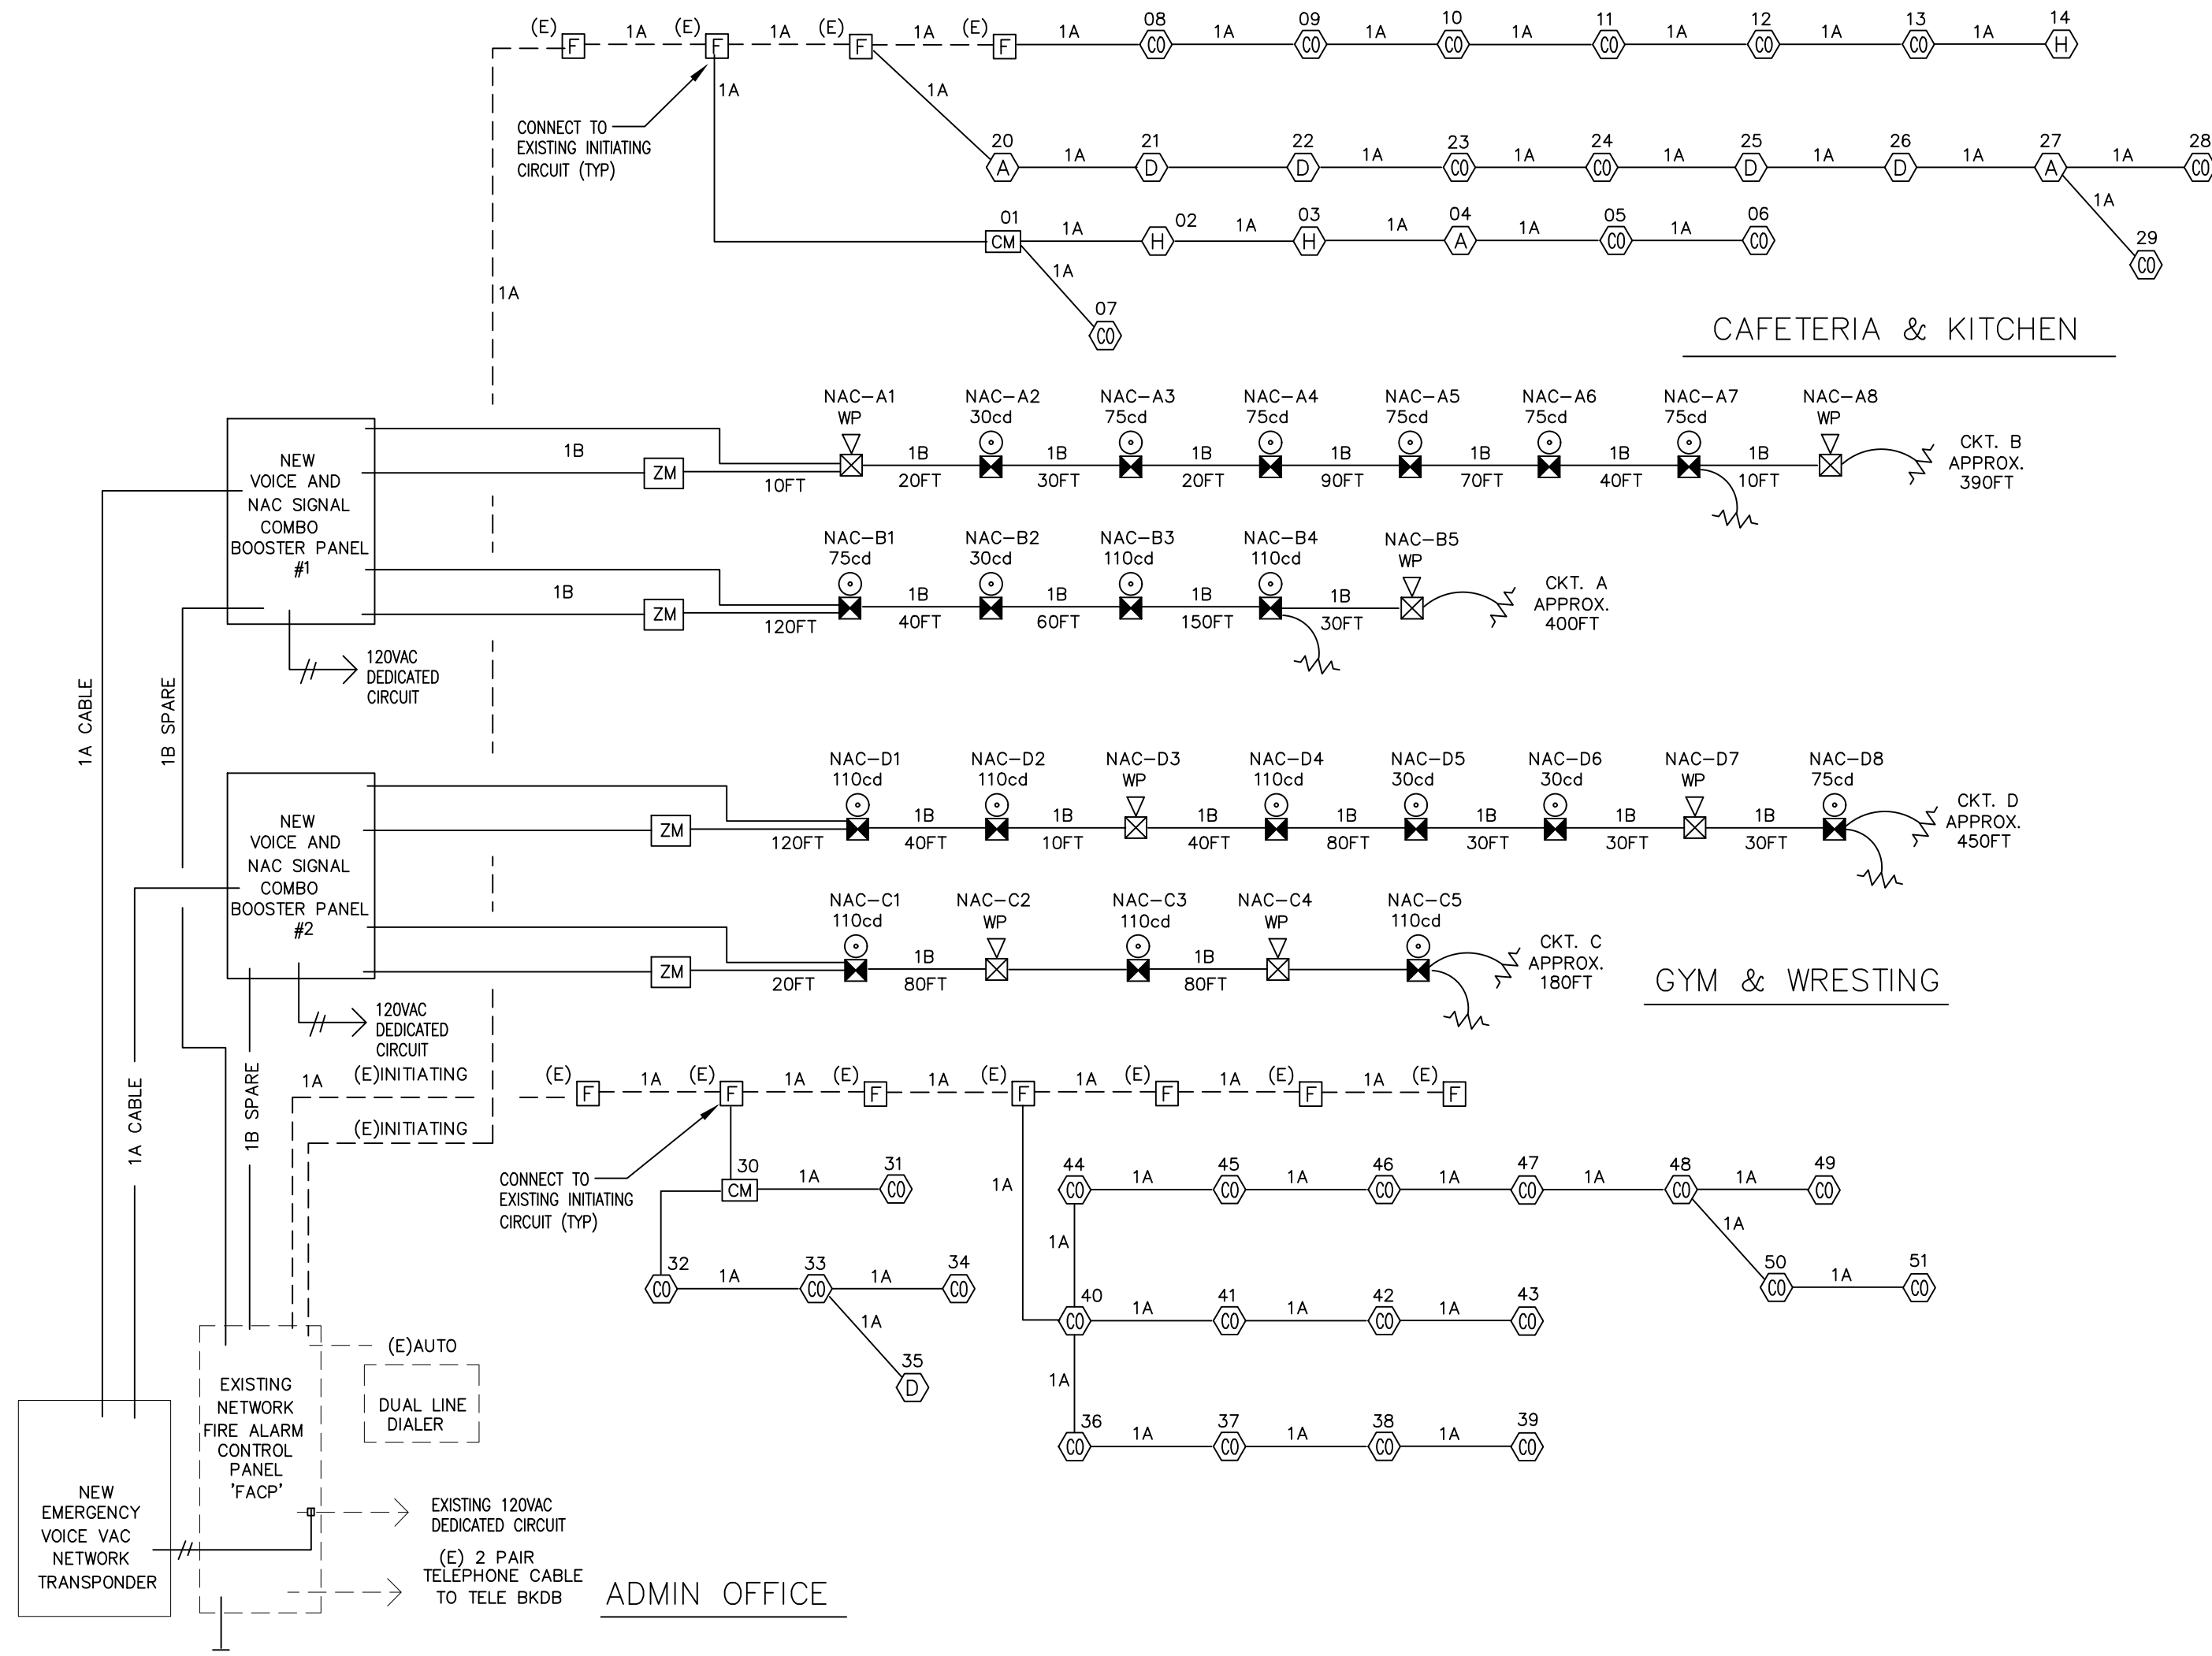 (E) F 1A (E) F 1A (E) F 1A (E) F 1A 08 CO 1A 09 CO 1A 10 CO 1A 11 CO 1A 12 CO 1A 13 CO 1A 14 H
1A
1A
CONNECT TO
EXISTING INITIATING
CIRCUIT (TYP)
20 A 1A 21 D 22 D 1A 23 CO 1A 24 CO 1A 25 D 1A 26 D 1A 27 A 1A 28 CO
1A
29 CO
01 CM 1A 02 H 1A 03 H 1A 04 A 1A 05 CO 1A 06 CO
1A
07 CO
1A
CAFETERIA & KITCHEN
NEW
VOICE AND
NAC SIGNAL
COMBO
BOOSTER PANEL
#1
NAC-A1 NAC-A2 NAC-A3 NAC-A4 NAC-A5 NAC-A6 NAC-A7 NAC-A8
WP 30cd 75cd 75cd 75cd 75cd 75cd WP
1B ZM 1B 1B 1B 1B 1B 1B 1B
10FT 20FT 30FT 20FT 90FT 70FT 40FT 10FT
CKT. B
APPROX.
390FT
NAC-B1 NAC-B2 NAC-B3 NAC-B4 NAC-B5
75cd 30cd 110cd 110cd WP
1B ZM 1B 1B 1B 1B
120FT 40FT 60FT 150FT 30FT
CKT. A
APPROX.
400FT
120VAC
DEDICATED
CIRCUIT
1A CABLE
1B SPARE
NEW
VOICE AND
NAC SIGNAL
COMBO
BOOSTER PANEL
#2
NAC-D1 NAC-D2 NAC-D3 NAC-D4 NAC-D5 NAC-D6 NAC-D7 NAC-D8
110cd 110cd WP 110cd 30cd 30cd WP 75cd
ZM 1B 1B 1B 1B 1B 1B 1B
120FT 40FT 10FT 40FT 80FT 30FT 30FT 30FT
CKT. D
APPROX.
450FT
NAC-C1 NAC-C2 NAC-C3 NAC-C4 NAC-C5
110cd WP 110cd WP 110cd
ZM 1B 1B
20FT 80FT 80FT
CKT. C
APPROX.
180FT
GYM & WRESTING
120VAC
DEDICATED
CIRCUIT
1A CABLE
1B SPARE
1A (E)INITIATING
(E)INITIATING
(E) F 1A (E) F 1A (E) F 1A (E) F 1A (E) F 1A (E) F 1A (E) F
CONNECT TO
EXISTING INITIATING
CIRCUIT (TYP)
30 CM 1A 31 CO
32 CO 1A 33 CO 1A 34 CO
1A
35 D
1A
44 CO 1A 45 CO 1A 46 CO 1A 47 CO 1A 48 CO 1A 49 CO
1A
50 CO 1A 51 CO
1A
40 CO 1A 41 CO 1A 42 CO 1A 43 CO
1A
36 CO 1A 37 CO 1A 38 CO 1A 39 CO
(E)AUTO
DUAL LINE
DIALER
EXISTING
NETWORK
FIRE ALARM
CONTROL
PANEL
'FACP'
NEW
EMERGENCY
VOICE VAC
NETWORK
TRANSPONDER
EXISTING 120VAC
DEDICATED CIRCUIT
(E) 2 PAIR
TELEPHONE CABLE
TO TELE BKDB
ADMIN OFFICE